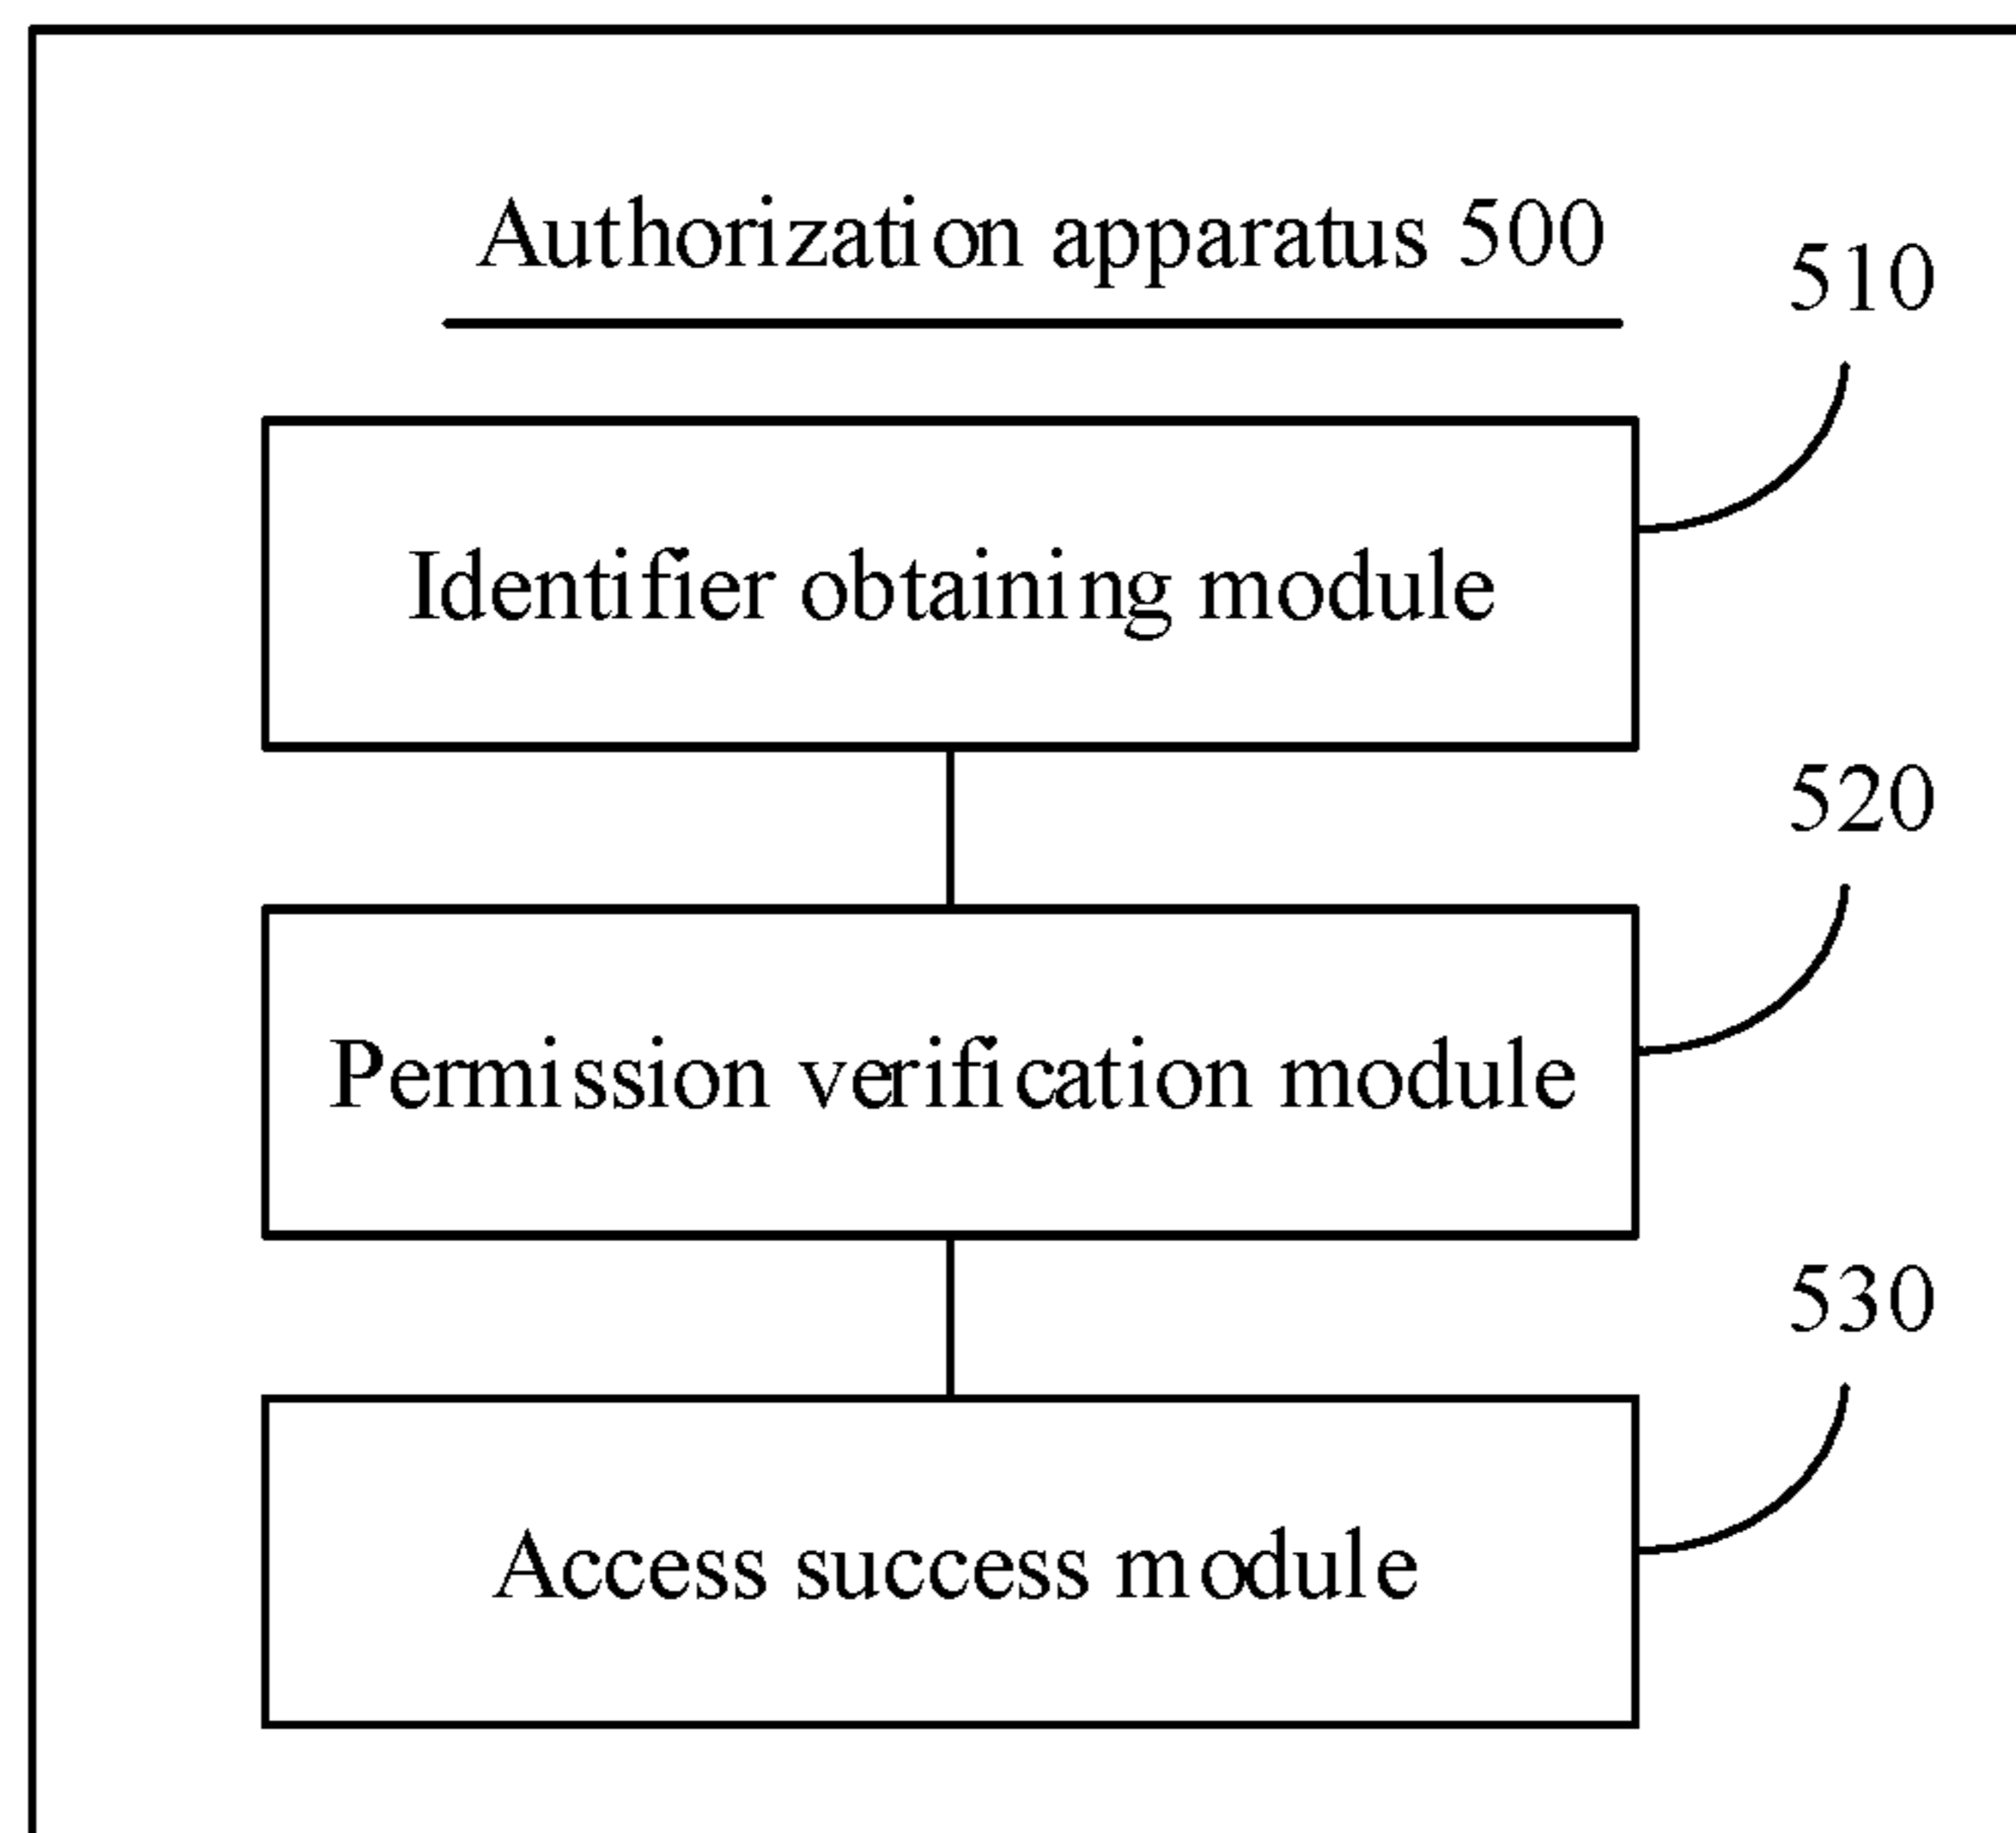 Authorization apparatus 500
510
Identifier obtaining module
520
Permission verification module
530
Access success module